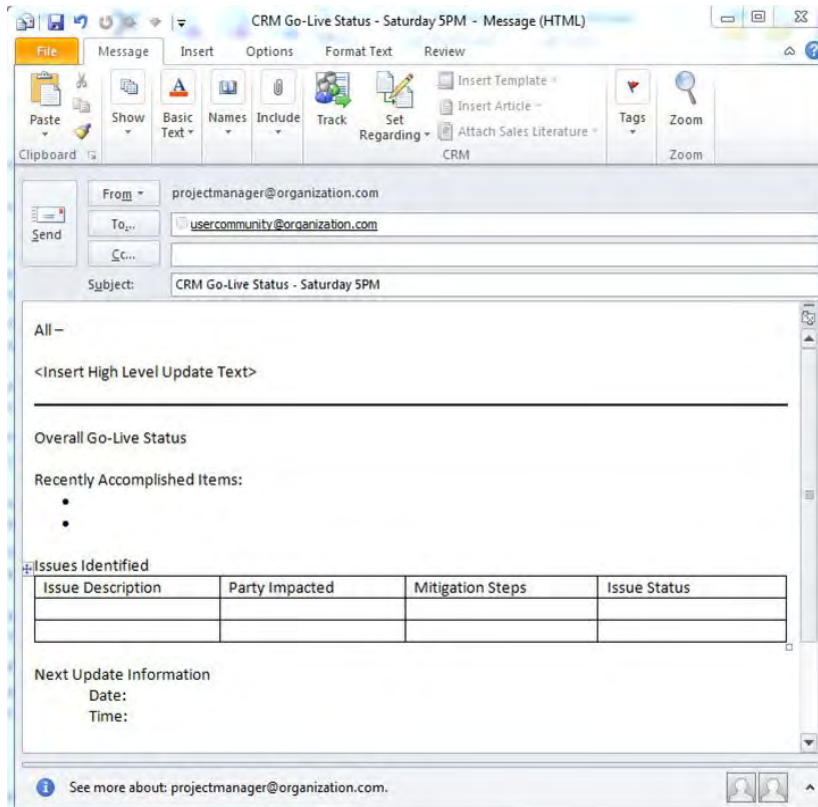 CRM Go-Live Status - Saturday 5PM - Message (HTML)
File Message Insert Options Format Text Review
Paste
Show
Basic Text
Names
Include
Track
Set Regarding
Insert Template
Insert Article
Attach Sales Literature
Tags
Zoom
Clipboard CRM Zoom
Send
From projectmanager@organization.com
To... usercommunity@organization.com
Cc...
Subject: CRM Go-Live Status - Saturday 5PM
All –
<Insert High Level Update Text>
Overall Go-Live Status
Recently Accomplished Items:
•
•
Issues Identified
Issue Description Party Impacted Mitigation Steps Issue Status
Next Update Information
Date:
Time:
See more about: projectmanager@organization.com.